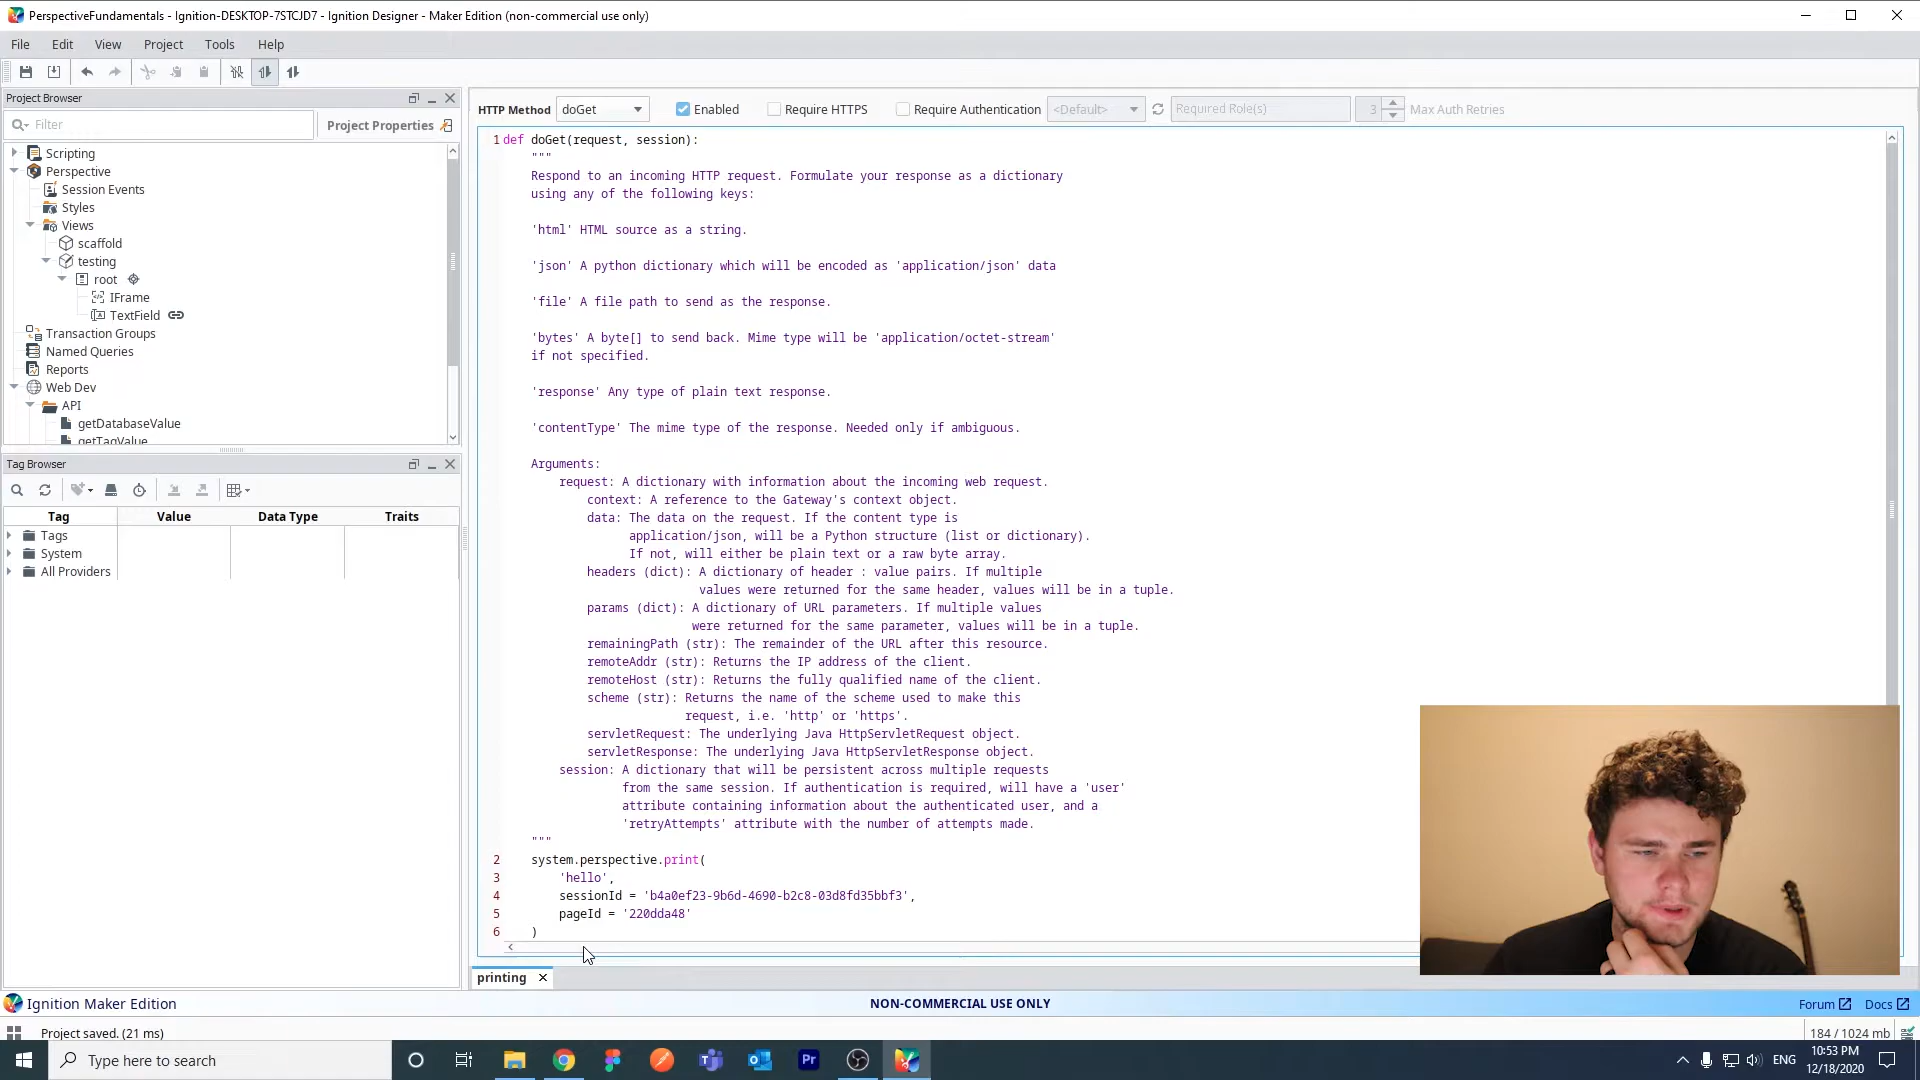 PerspectiveFundamentals - Ignition-DESKTOP-7STCJD7 - Ignition Designer - Maker Edition (non-commercial use only)
File Edit View Project Tools Help
Project Browser
Filter
Project Properties
Scripting
Perspective
Session Events
Styles
Views
scaffold
testing
root
IFrame
TextField
Transaction Groups
Named Queries
Reports
Web Dev
API
getDatabaseValue
getTagValue
Tag Browser
Tag Value Data Type Traits
Tags
System
All Providers
HTTP Method doGet Enabled Require HTTPS Require Authentication <Default> Required Role(s) 3 Max Auth Retries
1 def doGet(request, session):
"""
Respond to an incoming HTTP request. Formulate your response as a dictionary
using any of the following keys:
'html' HTML source as a string.
'json' A python dictionary which will be encoded as 'application/json' data
'file' A file path to send as the response.
'bytes' A byte[] to send back. Mime type will be 'application/octet-stream'
if not specified.
'response' Any type of plain text response.
'contentType' The mime type of the response. Needed only if ambiguous.
Arguments:
request: A dictionary with information about the incoming web request.
context: A reference to the Gateway's context object.
data: The data on the request. If the content type is
application/json, will be a Python structure (list or dictionary).
If not, will either be plain text or a raw byte array.
headers (dict): A dictionary of header : value pairs. If multiple
values were returned for the same header, values will be in a tuple.
params (dict): A dictionary of URL parameters. If multiple values
were returned for the same parameter, values will be in a tuple.
remainingPath (str): The remainder of the URL after this resource.
remoteAddr (str): Returns the IP address of the client.
remoteHost (str): Returns the fully qualified name of the client.
scheme (str): Returns the name of the scheme used to make this
request, i.e. 'http' or 'https'.
servletRequest: The underlying Java HttpServletRequest object.
servletResponse: The underlying Java HttpServletResponse object.
session: A dictionary that will be persistent across multiple requests
from the same session. If authentication is required, will have a 'user'
attribute containing information about the authenticated user, and a
'retryAttempts' attribute with the number of attempts made.
"""
2 system.perspective.print(
3 'hello',
4 sessionId = 'b4a0ef23-9b6d-4690-b2c8-03d8fd35bbf3',
5 pageId = '220dda48'
6 )
printing
Ignition Maker Edition NON-COMMERCIAL USE ONLY Forum Docs
Project saved. (21 ms) 184 / 1024 mb
Type here to search
Pr
ENG
10:53 PM
12/18/2020